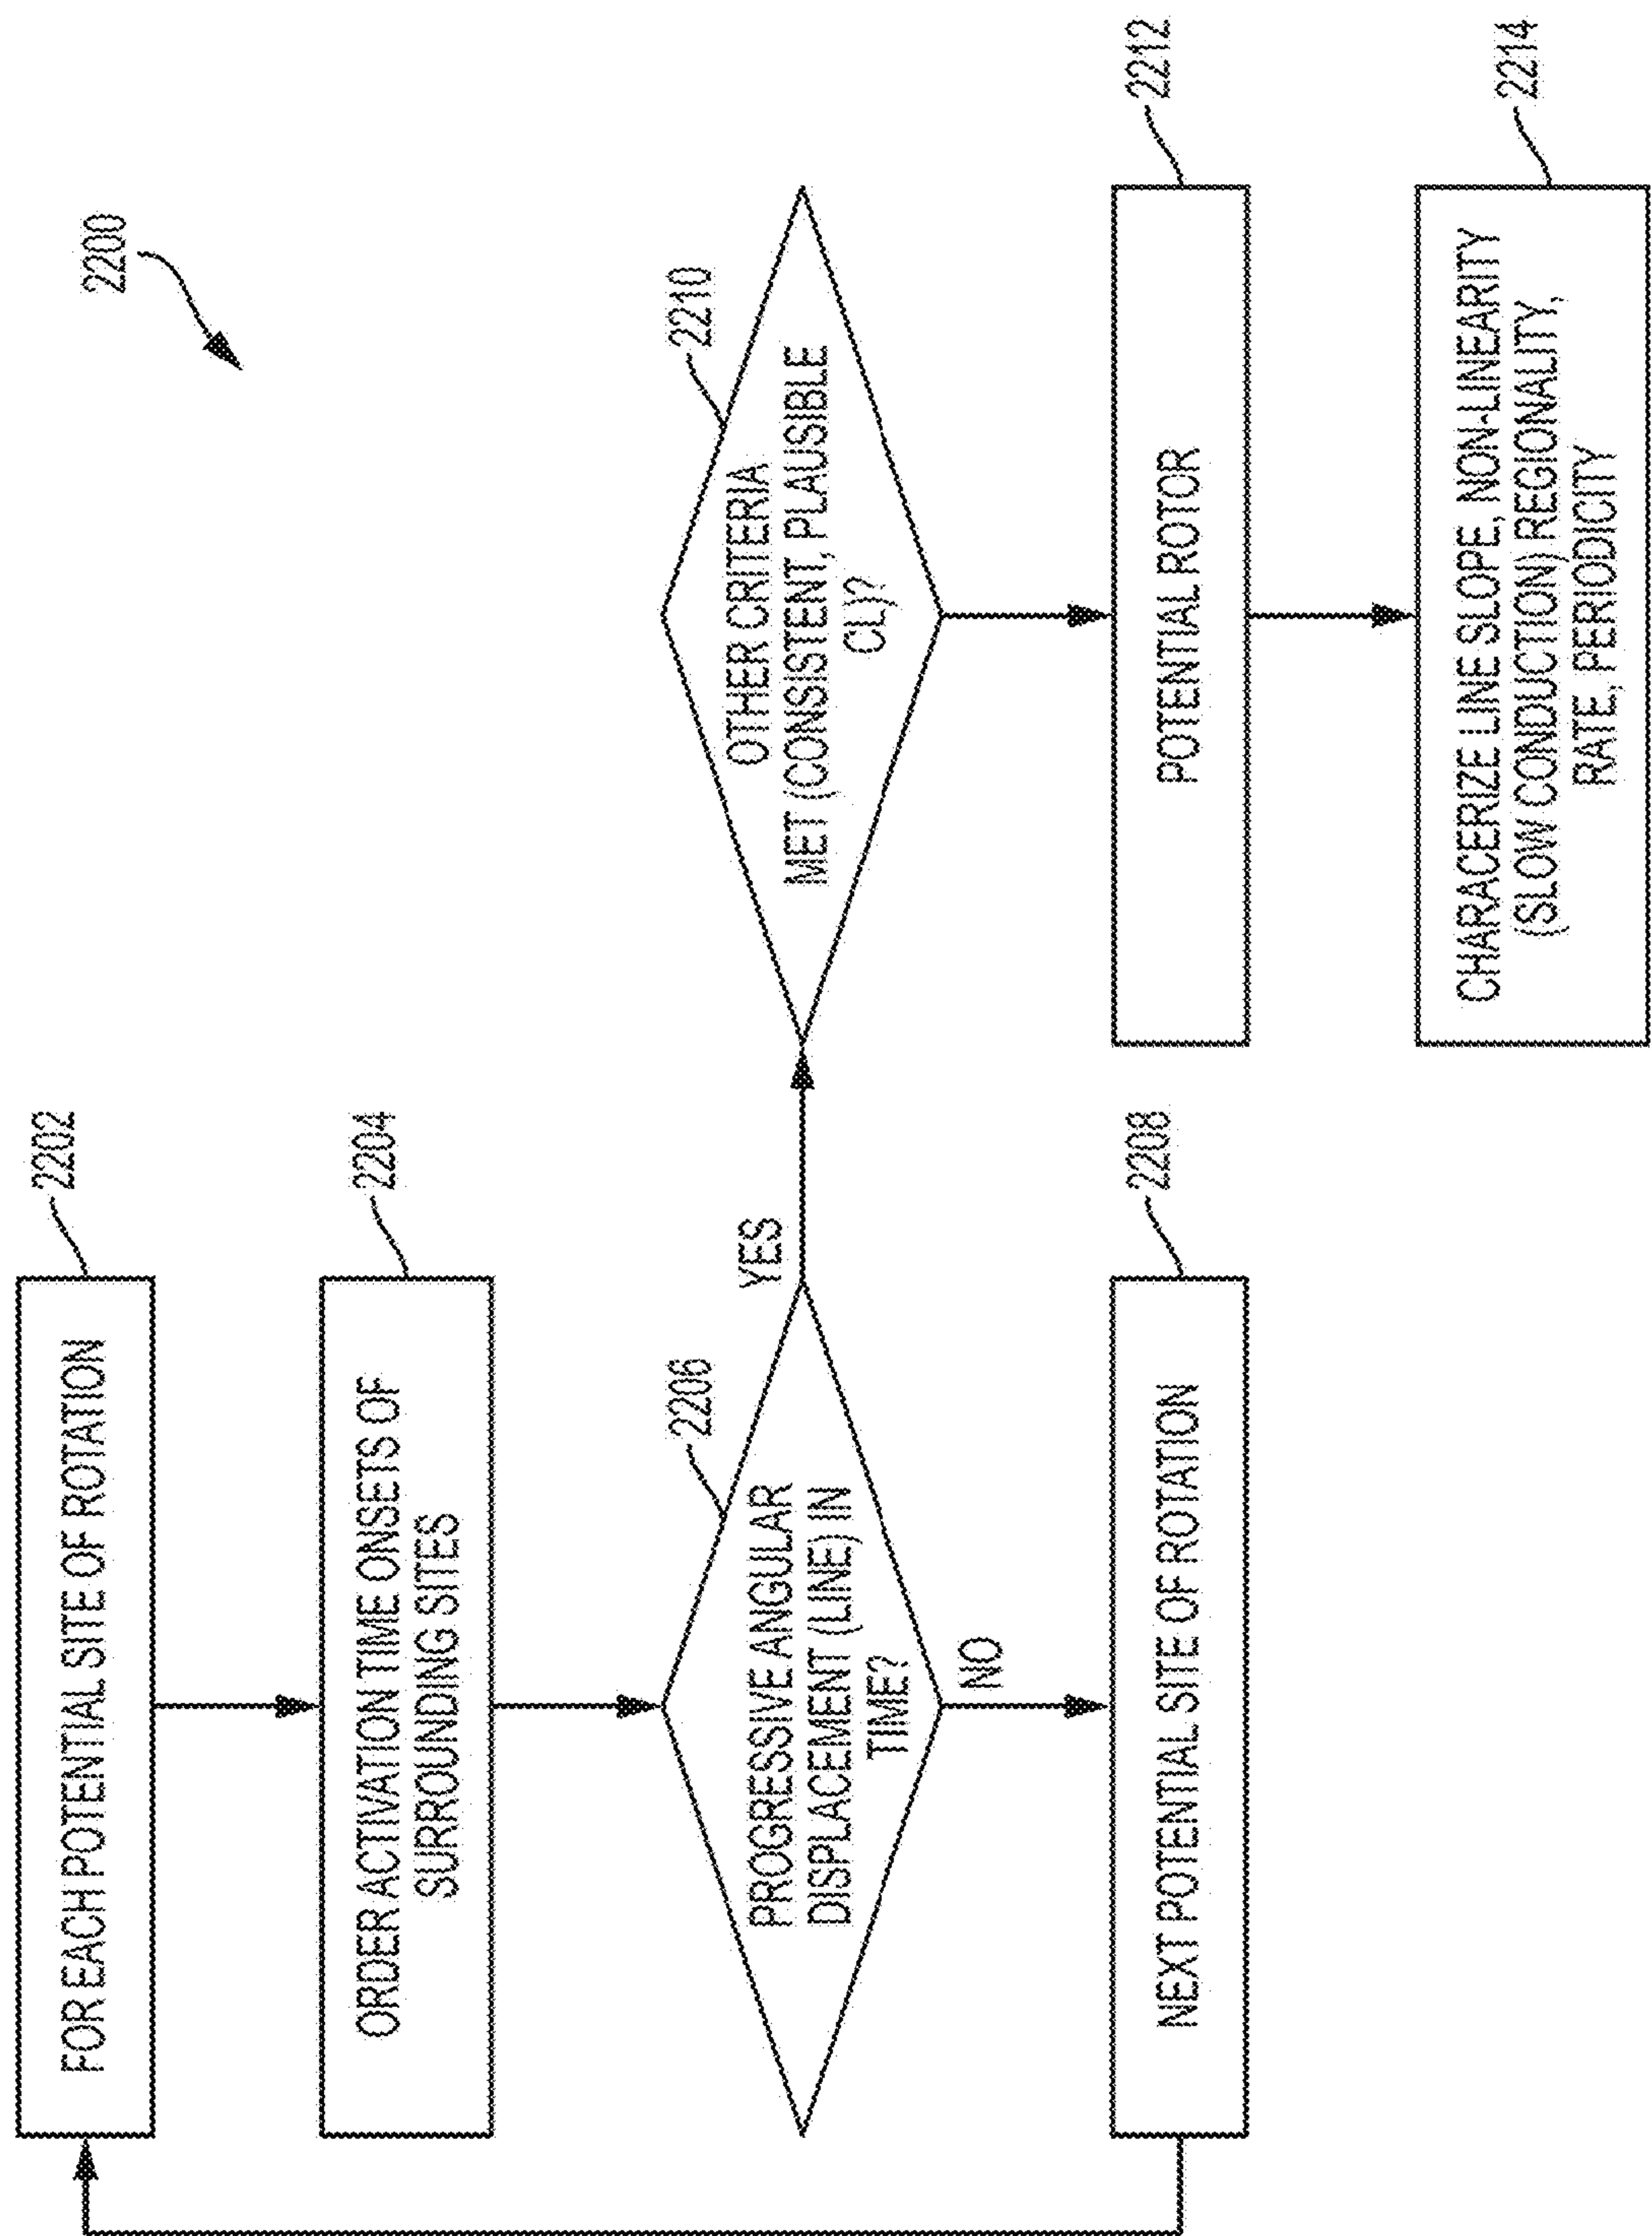 2200
FOR EACH POTENTIAL SITE OF ROTATION
2202
ORDER ACTIVATION TIME ONSETS OF
SURROUNDING SITES
2204
PROGRESSIVE ANGULAR
DISPLACEMENT (LINE) IN
TIME?
2206
YES
NO
NEXT POTENTIAL SITE OF ROTATION
2208
OTHER CRITERIA
MET (CONSISTENT, PLAUSIBLE
CL)?
2210
POTENTIAL ROTOR
2212
CHARACERIZE LINE SLOPE, NON-LINEARITY
(SLOW CONDUCTION) REGIONALITY,
RATE, PERIODICITY
2214